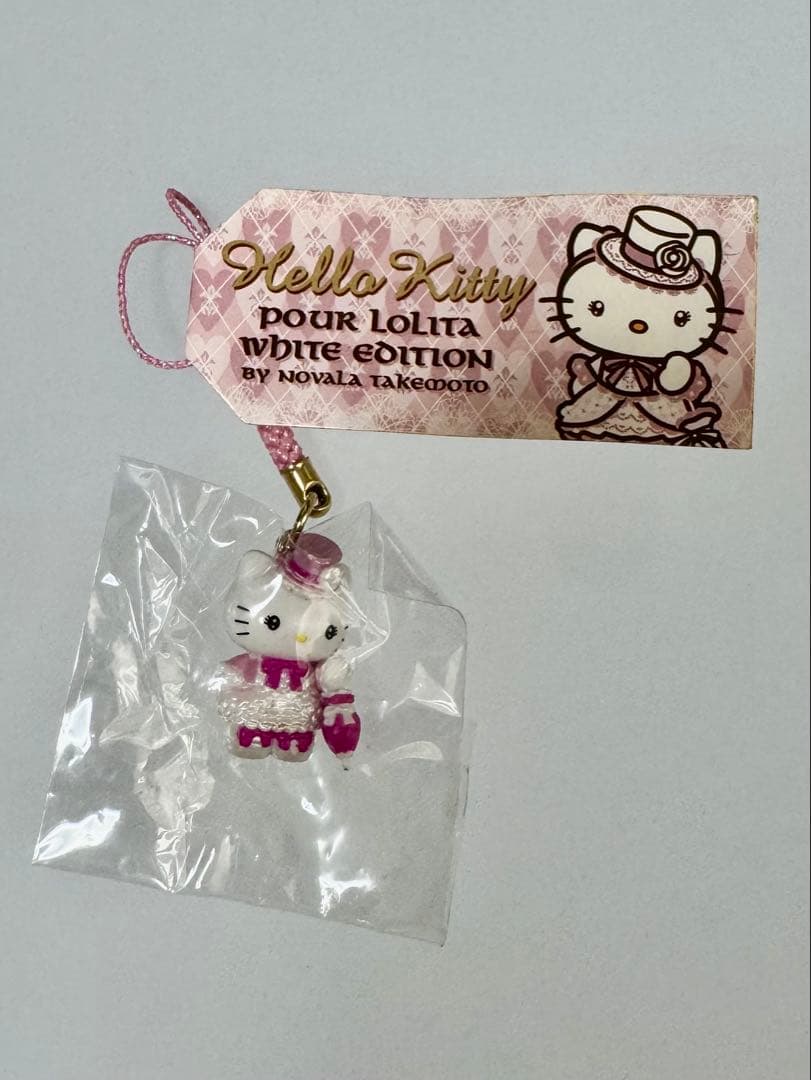 Hello Kitty
POUR LOLITA
WHITE EDITION
BY NOVALA TAKEMOTO